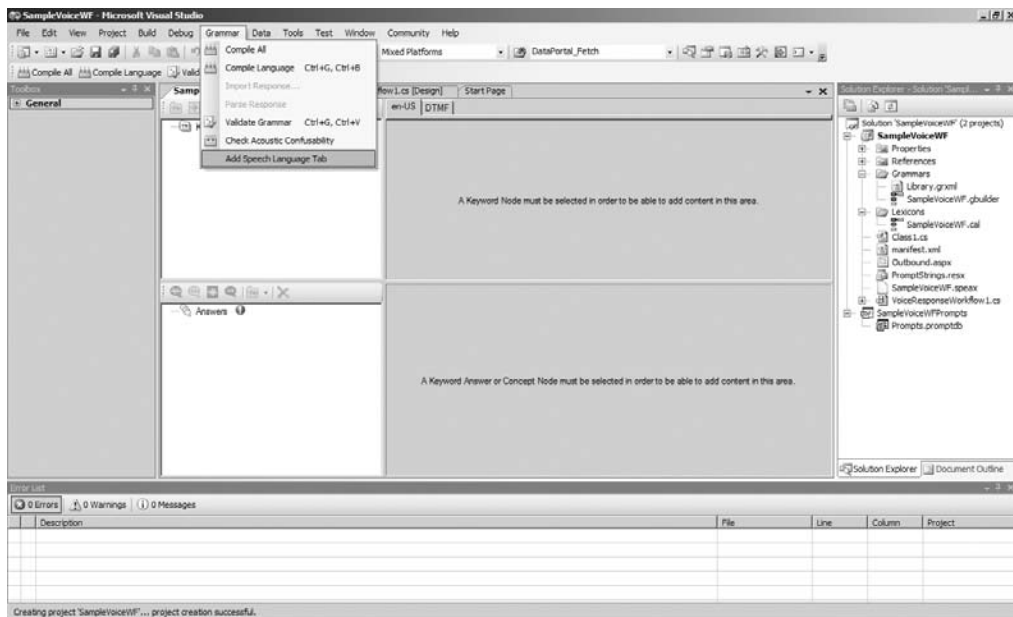 SampleVoiceWF - Microsoft Visual Studio
File Edit View Project Build Debug Grammar Data Tools Test Window Community Help
Mixed Platforms DataPortal_Fetch
Compile All Compile Language Valid
Compile All
Compile Language Ctrl+G, Ctrl+B
Import Response...
Parse Response
Validate Grammar Ctrl+G, Ctrl+V
Check Acoustic Confusability
Add Speech Language Tab
Toolbox
General
Samp
flow1.cs [Design] Start Page
en-US DTMF
A Keyword Node must be selected in order to be able to add content in this area.
Answers
A Keyword Answer or Concept Node must be selected in order to be able to add content in this area.
Solution Explorer - Solution 'Sampl...
Solution 'SampleVoiceWF' (2 projects)
SampleVoiceWF
Properties
References
Grammars
Library.grxml
SampleVoiceWF.gbuilder
Lexicons
SampleVoiceWF.cal
Class1.cs
manifest.xml
Outbound.aspx
PromptStrings.resx
SampleVoiceWF.speax
VoiceResponseWorkflow1.cs
SampleVoiceWFPrompts
Prompts.promptdb
Solution Explorer Document Outline
Error List
0 Errors 0 Warnings 0 Messages
Description File Line Column Project
Creating project 'SampleVoiceWF'... project creation successful.